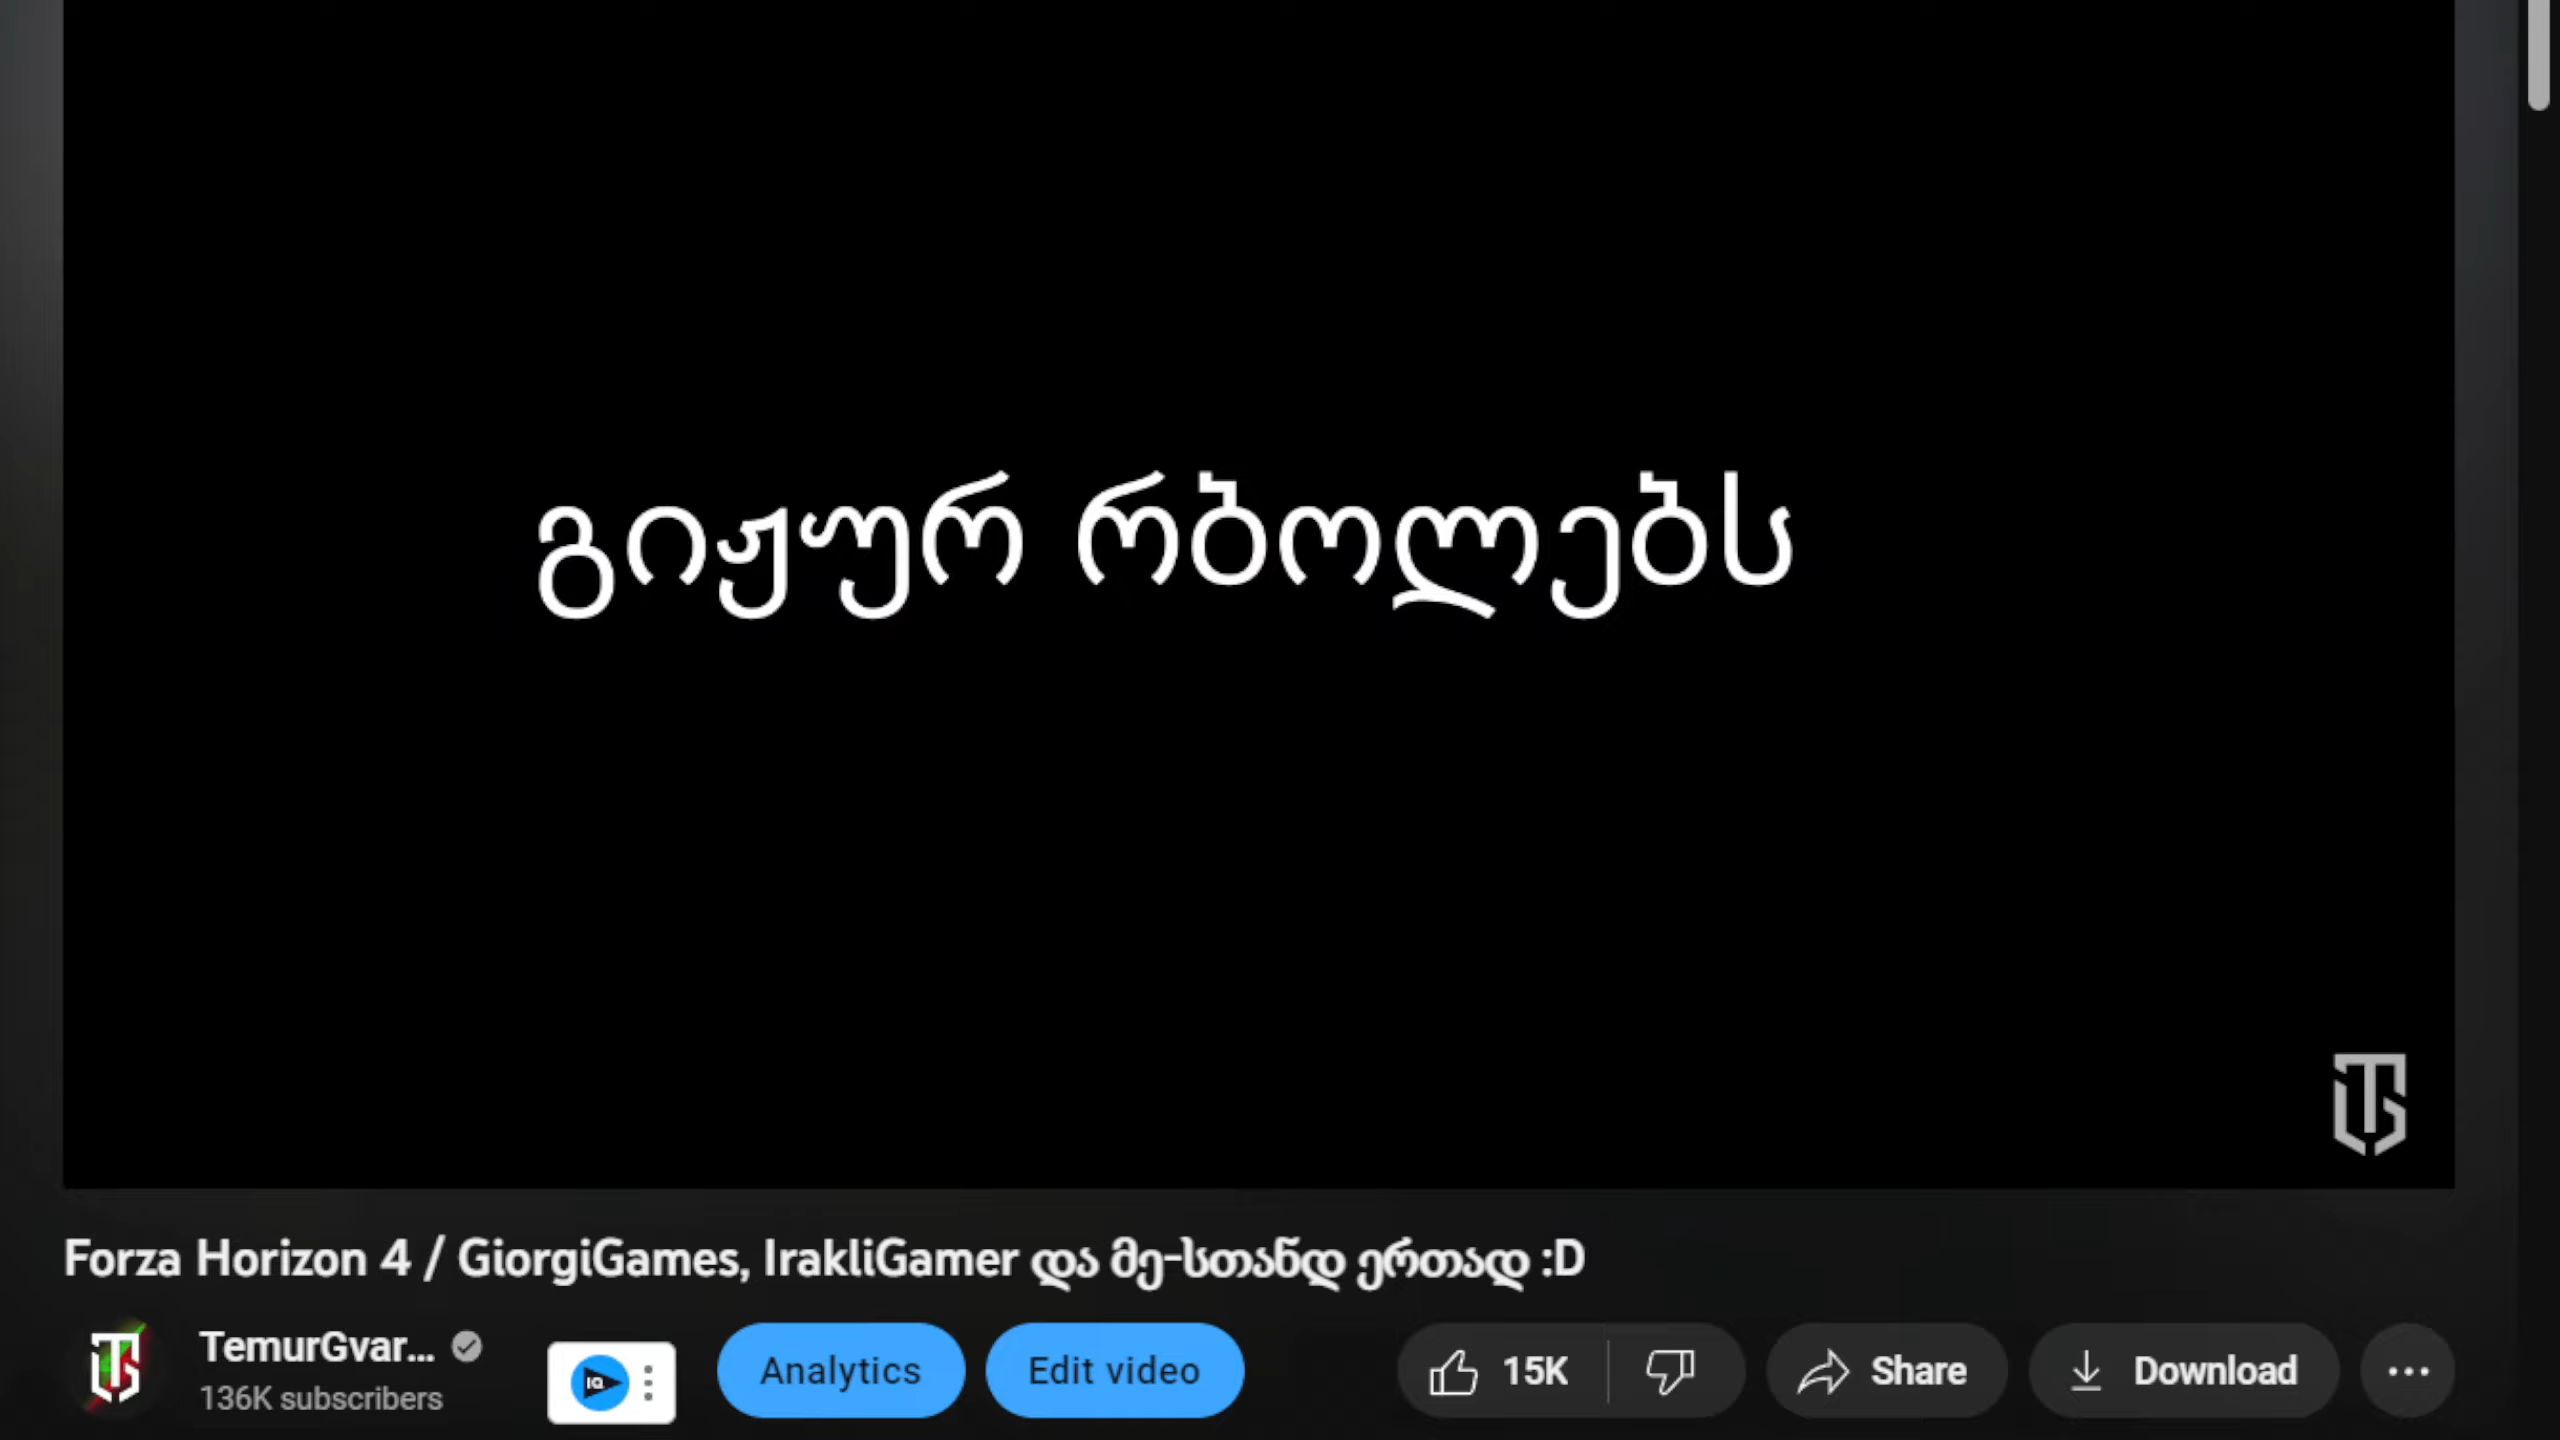 გიჟურ რბოლებს
Forza Horizon 4 / GiorgiGames, IrakliGamer და მე-სთანდ ერთად :D
TemurGvar...
136K subscribers
IQ
Analytics
Edit video
15K
Share
Download